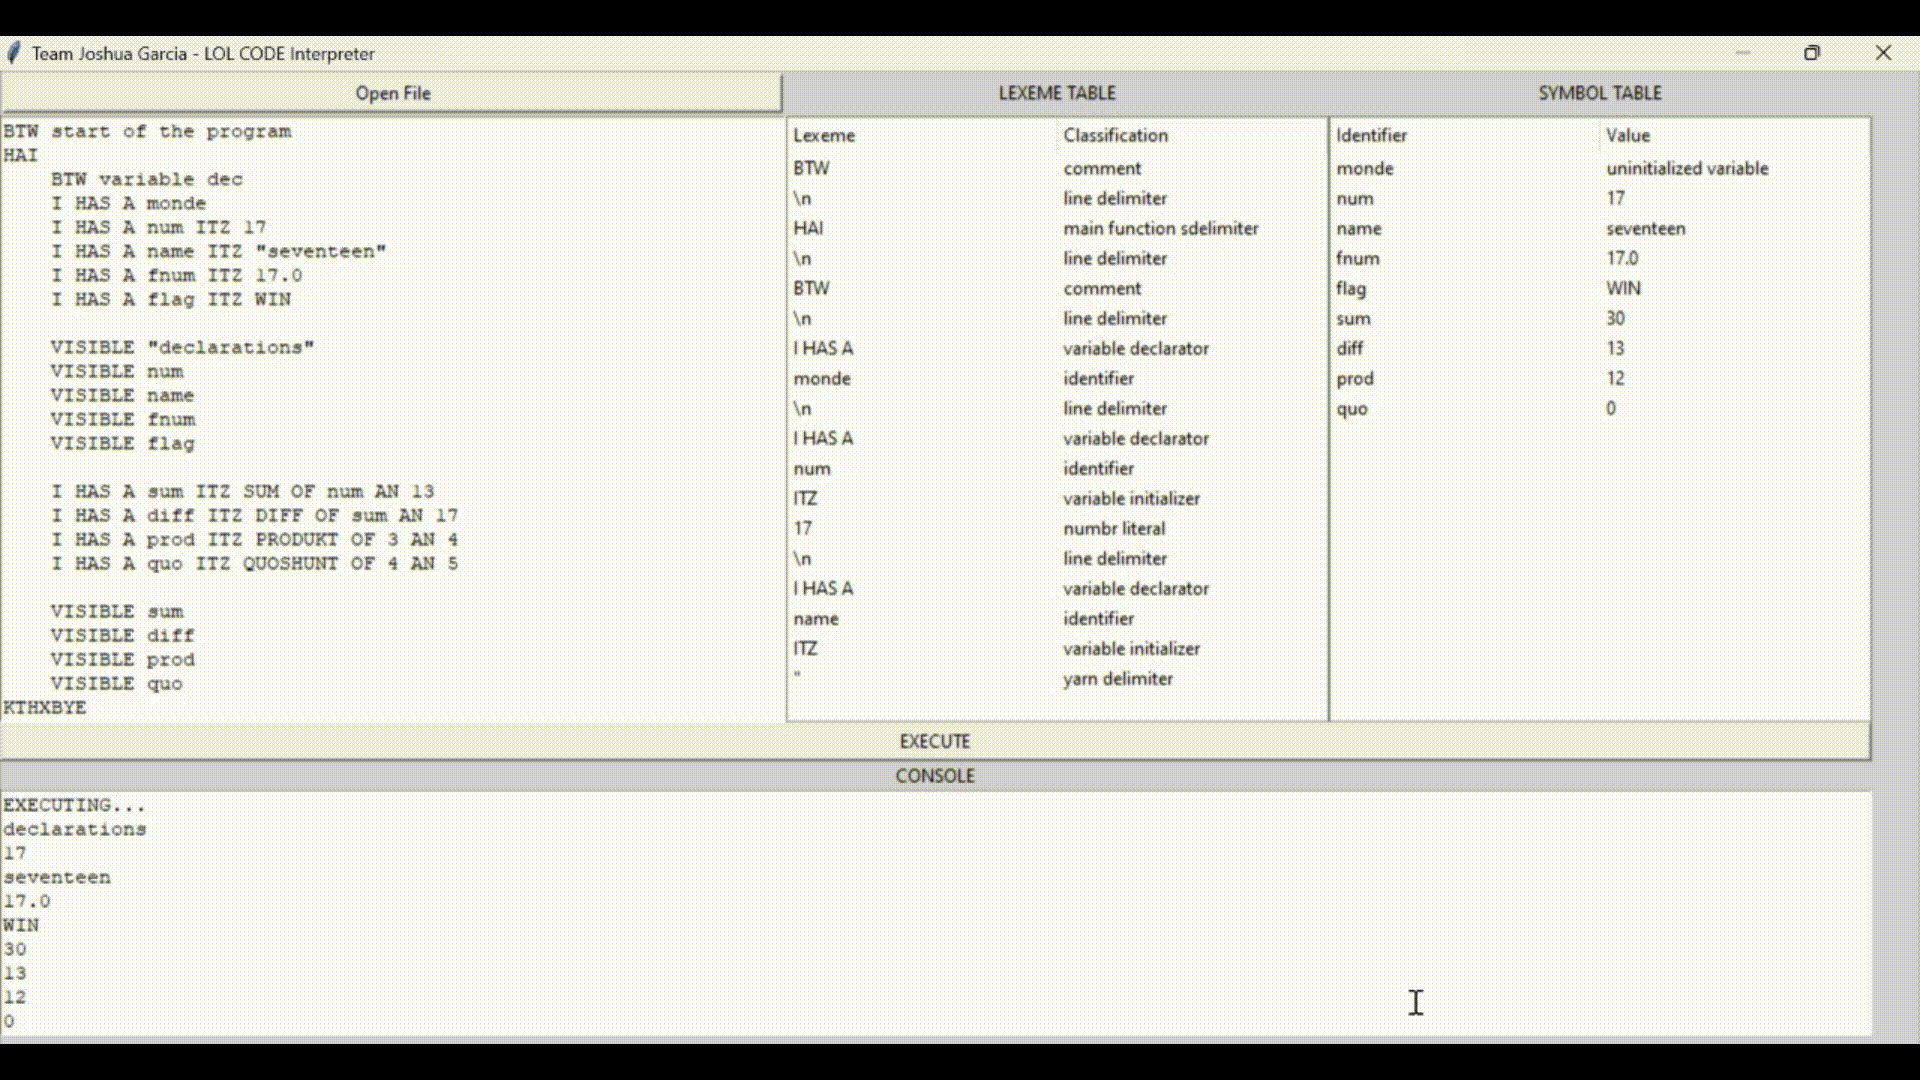 Team Joshua Garcia - LOL CODE Interpreter
Open File
BTW start of the program
HAI
BTW variable dec
I HAS A monde
I HAS A num ITZ 17
I HAS A name ITZ "seventeen"
I HAS A fnum ITZ 17.0
I HAS A flag ITZ WIN
VISIBLE "declarations"
VISIBLE num
VISIBLE name
VISIBLE fnum
VISIBLE flag
I HAS A sum ITZ SUM OF num AN 13
I HAS A diff ITZ DIFF OF sum AN 17
I HAS A prod ITZ PRODUKT OF 3 AN 4
I HAS A quo ITZ QUOSHUNT OF 4 AN 5
VISIBLE sum
VISIBLE diff
VISIBLE prod
VISIBLE quo
KTHXBYE
LEXEME TABLE
Lexeme Classification
BTW comment
\n line delimiter
HAI main function sdelimiter
\n line delimiter
BTW comment
\n line delimiter
I HAS A variable declarator
monde identifier
\n line delimiter
I HAS A variable declarator
num identifier
ITZ variable initializer
17 numbr literal
\n line delimiter
I HAS A variable declarator
name identifier
ITZ variable initializer
" yarn delimiter
SYMBOL TABLE
Identifier Value
monde uninitialized variable
num 17
name seventeen
fnum 17.0
flag WIN
sum 30
diff 13
prod 12
quo 0
EXECUTE
CONSOLE
EXECUTING...
declarations
17
seventeen
17.0
WIN
30
13
12
0